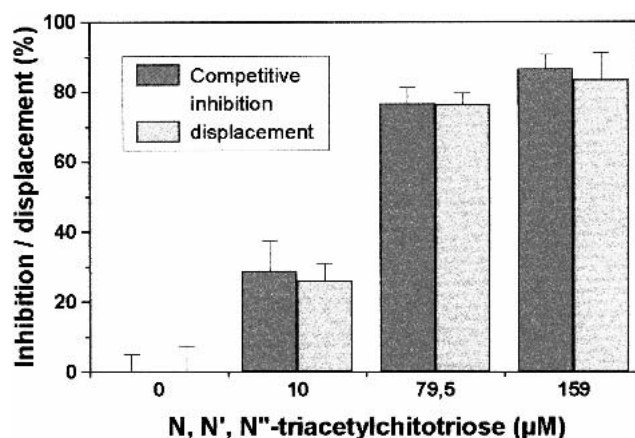 100
80
60
40
20
0
Inhibition / displacement (%)
Competitive
inhibition
displacement
0 10 79,5 159
N, N', N"-triacetylchitotriose (µM)